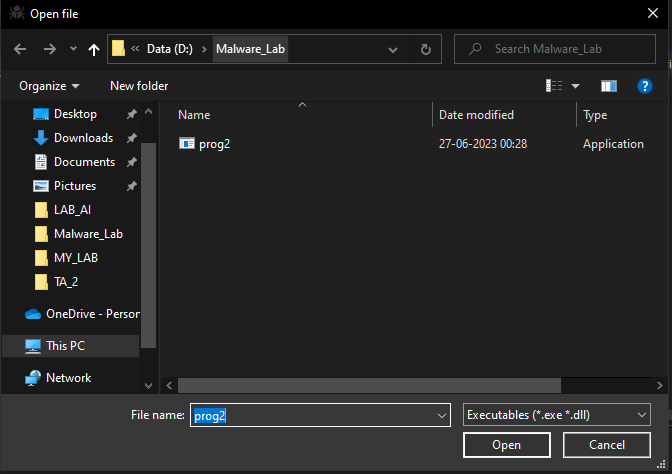 Open file
Data (D:) Malware_Lab
Search Malware_Lab
Organize New folder
Name Date modified Type
prog2 27-06-2023 00:28 Application
Desktop
Downloads
Documents
Pictures
LAB_AI
Malware_Lab
MY_LAB
TA_2
OneDrive - Person
This PC
Network
File name: prog2 Executables (*.exe *.dll)
Open Cancel